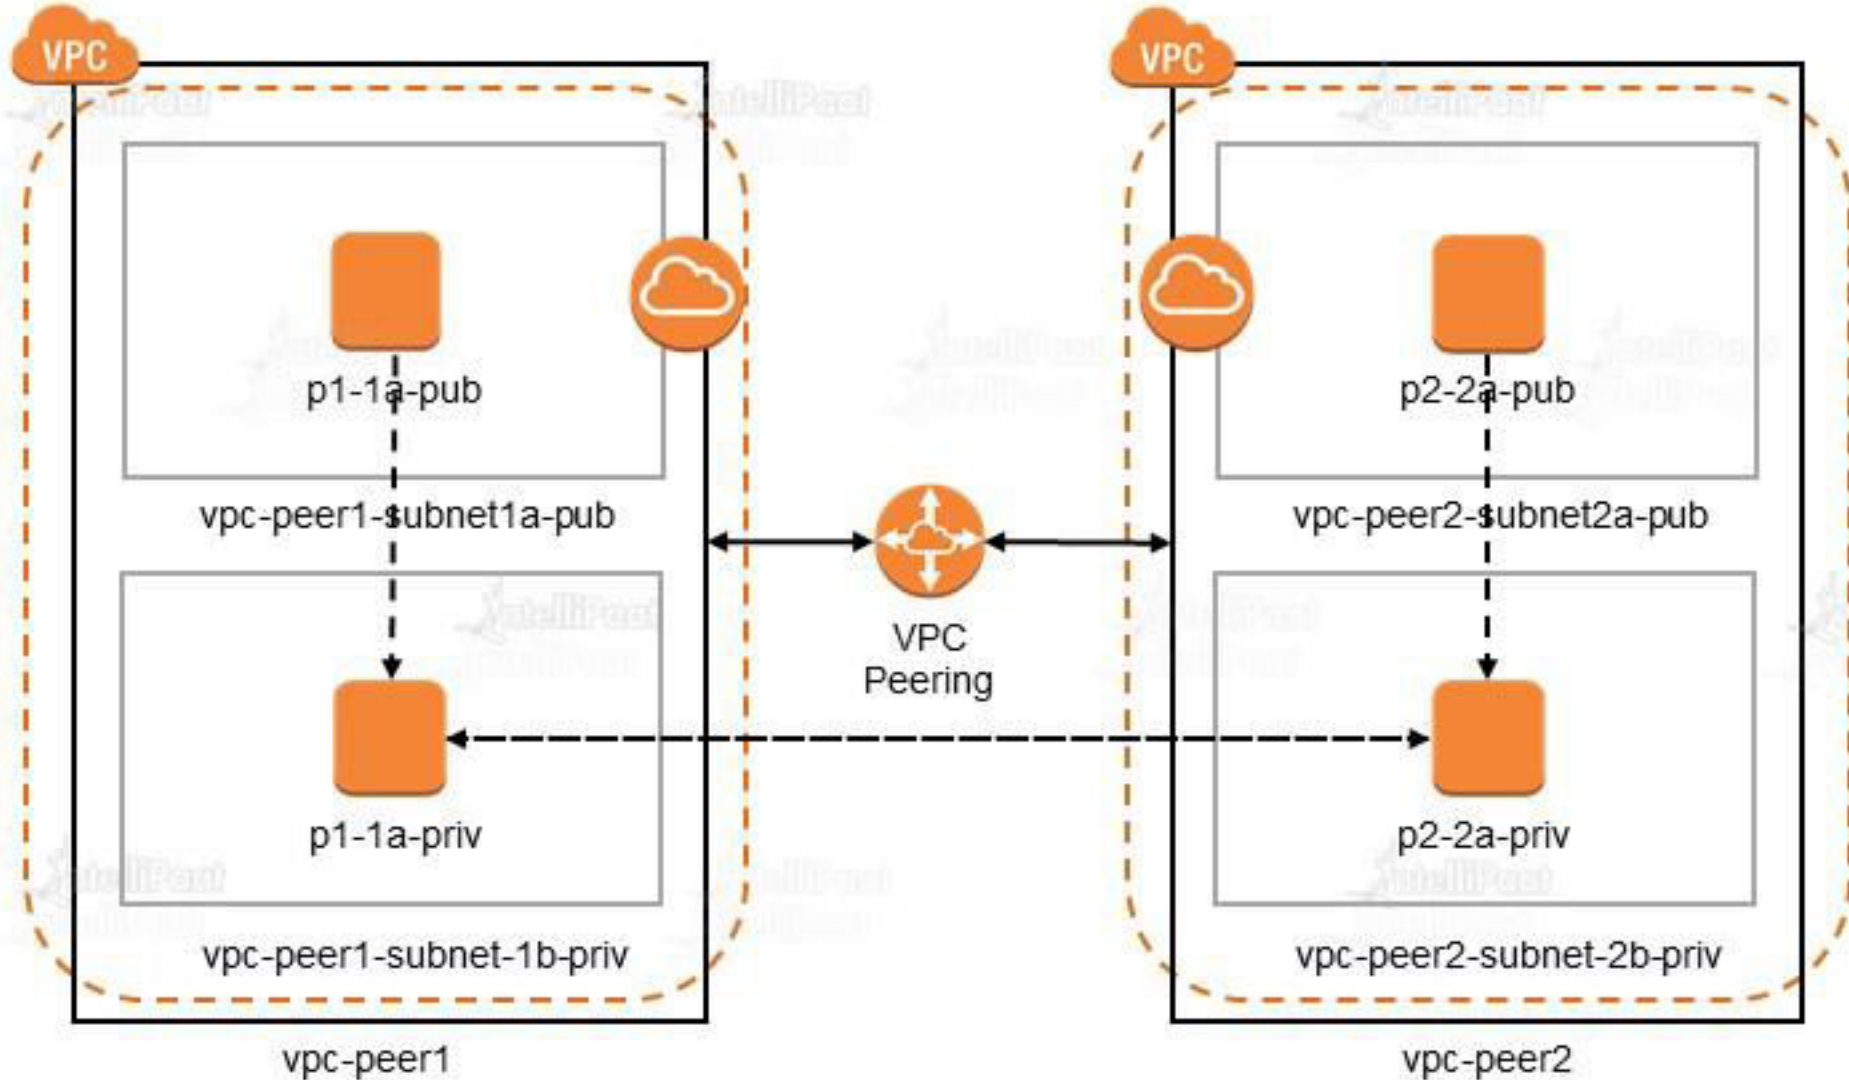 VPC
VPC
p1-1a-pub
p2-2a-pub
vpc-peer1-subnet1a-pub
vpc-peer2-subnet2a-pub
VPC
Peering
p1-1a-priv
p2-2a-priv
vpc-peer1-subnet-1b-priv
vpc-peer2-subnet-2b-priv
vpc-peer1
vpc-peer2